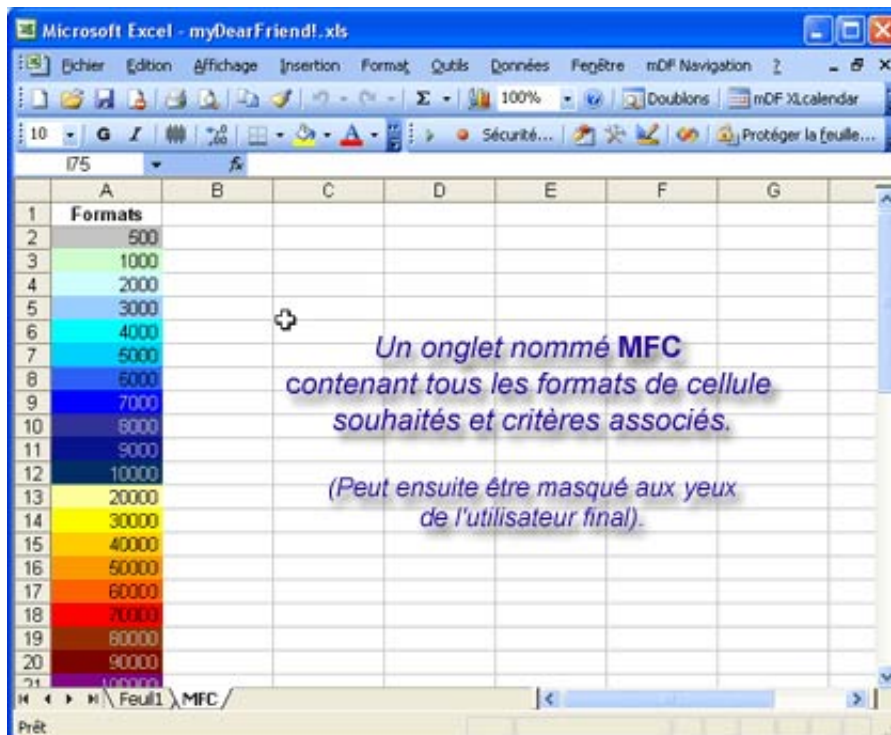 Microsoft Excel - myDearFriend!.xls
Fichier Edition Affichage Insertion Format Outils Données Fenêtre mDF Navigation ?
100% Doublons mDF XLcalendar
10 G I Sécurité... Protéger la feuille...
I75 fx
A B C D E F G
1 Formats
2 500
3 1000
4 2000
5 3000
6 4000
7 5000
8 6000
9 7000
10 8000
11 9000
12 10000
13 20000
14 30000
15 40000
16 50000
17 60000
18 70000
19 80000
20 90000
21 100000
Un onglet nommé MFC
contenant tous les formats de cellule
souhaités et critères associés.
(Peut ensuite être masqué aux yeux
de l'utilisateur final).
Feuil1 MFC
Prêt